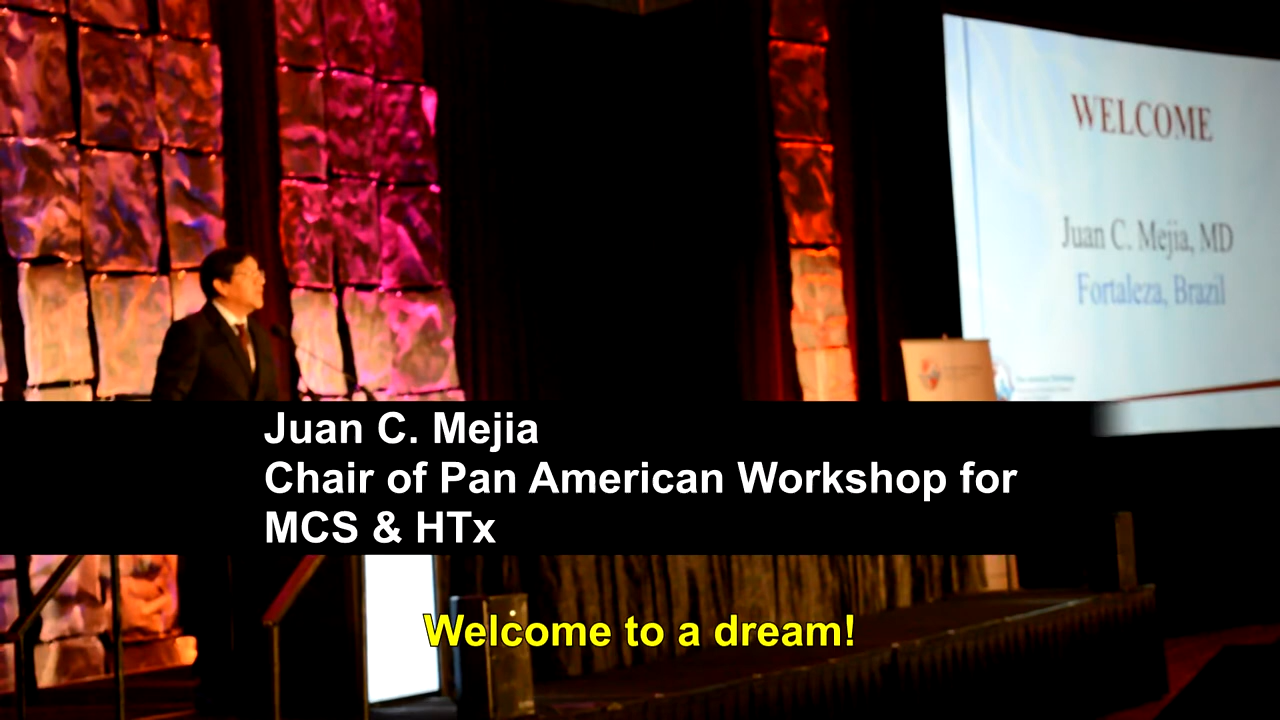 WELCOME
Juan C. Mejia, MD
Fortaleza, Brazil
Juan C. Mejia
Chair of Pan American Workshop for
MCS & HTx
Welcome to a dream!